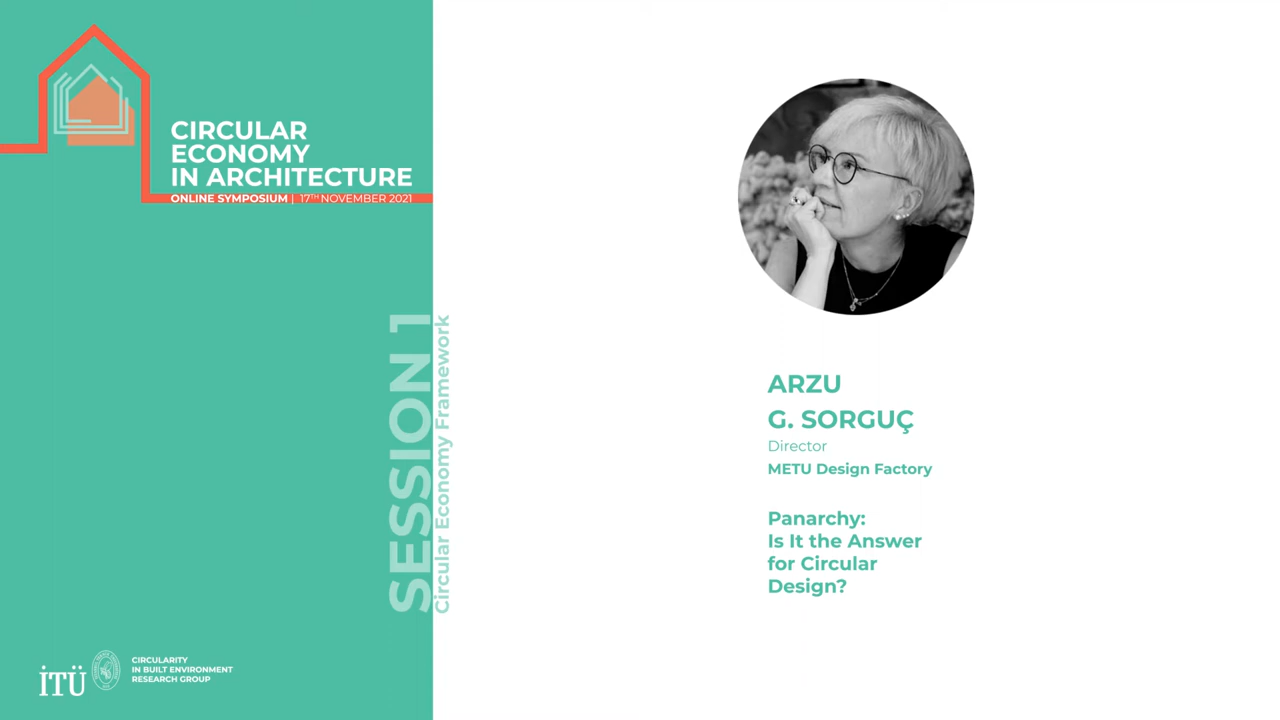 CIRCULAR
ECONOMY
IN ARCHITECTURE
ONLINE SYMPOSIUM | 17TH NOVEMBER 2021
SESSION 1
Circular Economy Framework
ARZU
G. SORGUÇ
Director
METU Design Factory
Panarchy:
Is It the Answer
for Circular
Design?
İTÜ
CIRCULARITY
IN BUILT ENVIRONMENT
RESEARCH GROUP